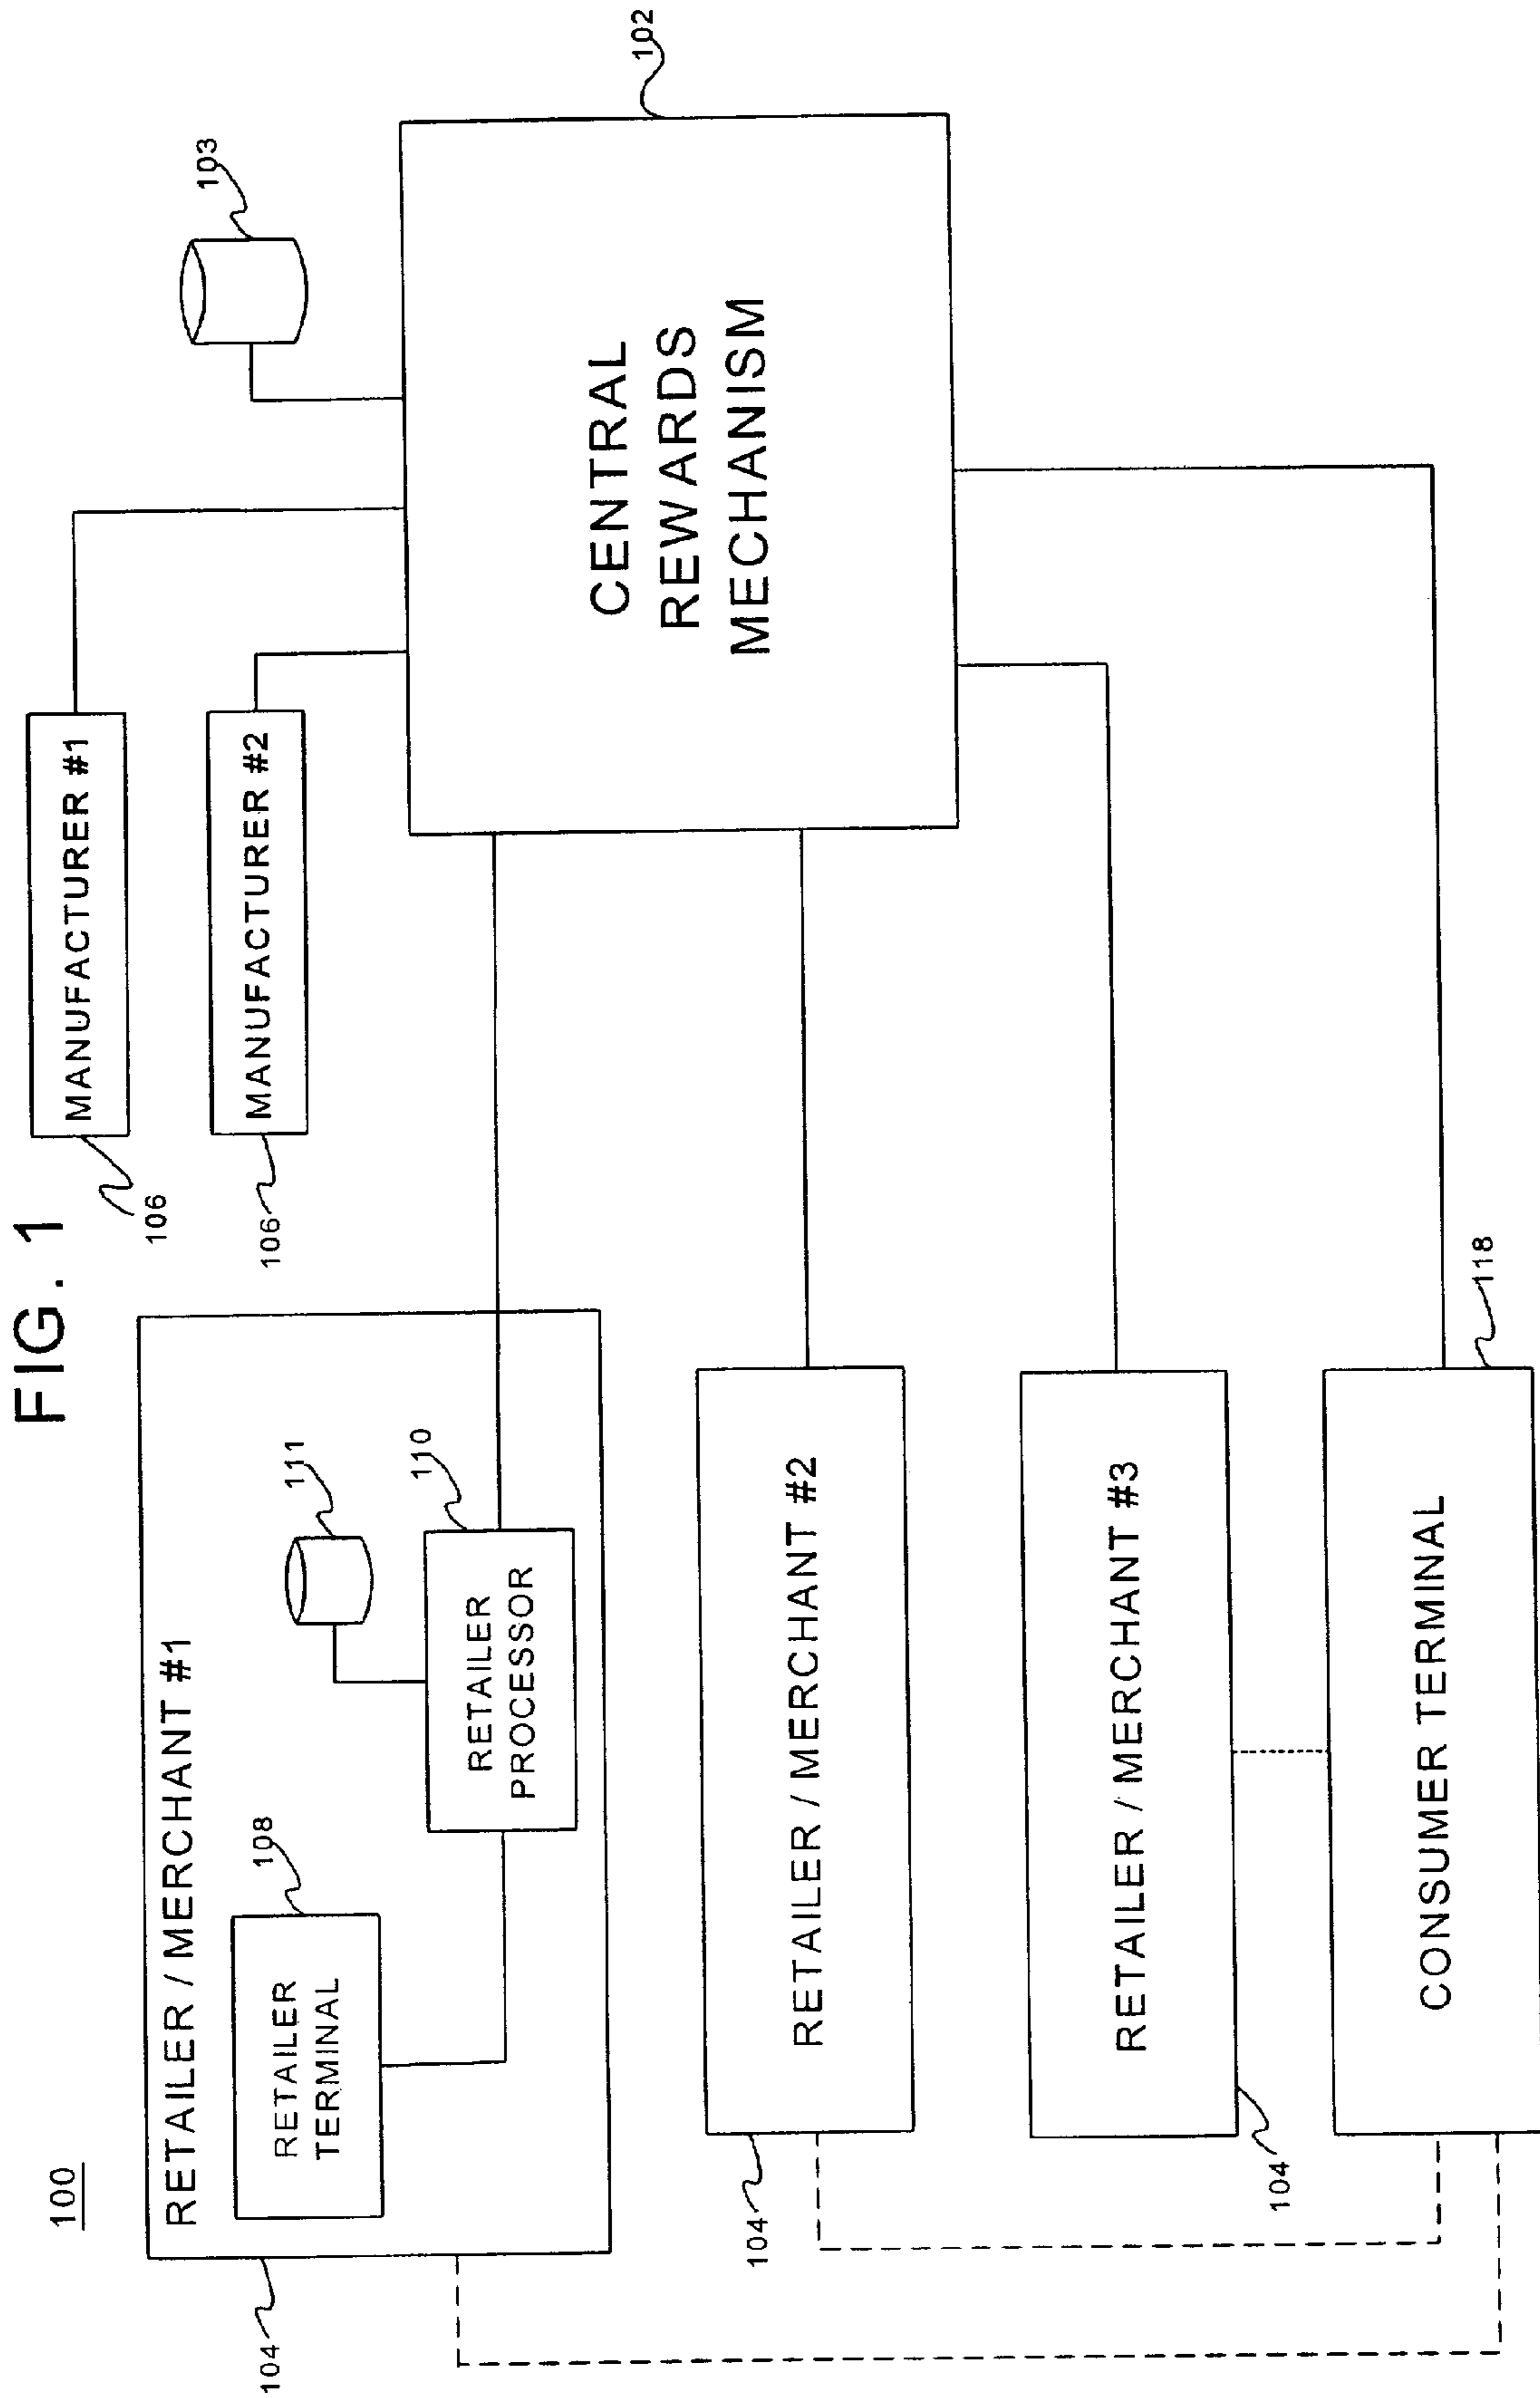 FIG. 1
100
RETAILER / MERCHANT #1
104
RETAILER
TERMINAL
108
RETAILER
PROCESSOR
110
111
MANUFACTURER #1
106
MANUFACTURER #2
106
103
CENTRAL
REWARDS
MECHANISM
102
RETAILER / MERCHANT #2
104
RETAILER / MERCHANT #3
104
CONSUMER TERMINAL
118